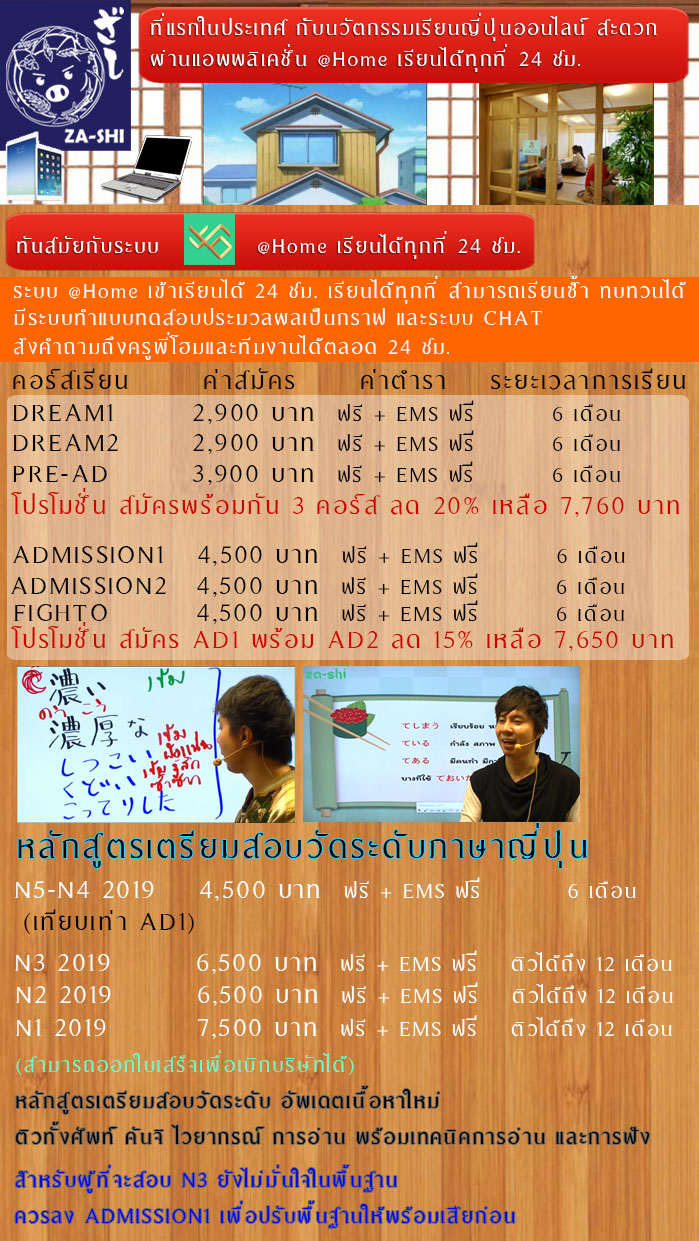 ざし
ZA-SHI
ที่แรกในประเทศ กับนวัตกรรมเรียนญี่ปุ่นออนไลน์ สะดวก
ผ่านแอพพลิเคชั่น @Home เรียนได้ทุกที่ 24 ชม.
ทันสมัยกับระบบ @Home เรียนได้ทุกที่ 24 ชม.
ระบบ @Home เข้าเรียนได้ 24 ชม. เรียนได้ทุกที่ สามารถเรียนซ้ำ ทบทวนได้
มีระบบทำแบบทดสอบประมวลผลเป็นกราฟ และระบบ CHAT
ส่งคำถามถึงครูพี่โฮมและทีมงานได้ตลอด 24 ชม.
คอร์สเรียน ค่าสมัคร ค่าตำรา ระยะเวลาการเรียน
DREAM1 2,900 บาท ฟรี + EMS ฟรี 6 เดือน
DREAM2 2,900 บาท ฟรี + EMS ฟรี 6 เดือน
PRE-AD 3,900 บาท ฟรี + EMS ฟรี 6 เดือน
โปรโมชั่น สมัครพร้อมกัน 3 คอร์ส ลด 20% เหลือ 7,760 บาท
ADMISSION1 4,500 บาท ฟรี + EMS ฟรี 6 เดือน
ADMISSION2 4,500 บาท ฟรี + EMS ฟรี 6 เดือน
FIGHTO 4,500 บาท ฟรี + EMS ฟรี 6 เดือน
โปรโมชั่น สมัคร AD1 พร้อม AD2 ลด 15% เหลือ 7,650 บาท
濃い เข้ม
のう こう
濃厚な
しつこい
くどい
こってりした
za-shi
てしまう เรียบร้อย
ている กำลัง สภาพ
てある มีคนทำ
บางทีใช้ ておい
หลักสูตรเตรียมสอบวัดระดับภาษาญี่ปุ่น
N5-N4 2019 4,500 บาท ฟรี + EMS ฟรี 6 เดือน
(เทียบเท่า AD1)
N3 2019 6,500 บาท ฟรี + EMS ฟรี ติวได้ถึง 12 เดือน
N2 2019 6,500 บาท ฟรี + EMS ฟรี ติวได้ถึง 12 เดือน
N1 2019 7,500 บาท ฟรี + EMS ฟรี ติวได้ถึง 12 เดือน
(สามารถออกใบเสร็จเพื่อเบิกบริษัทได้)
หลักสูตรเตรียมสอบวัดระดับ อัพเดตเนื้อหาใหม่
ติวทั้งศัพท์ คันจิ ไวยากรณ์ การอ่าน พร้อมเทคนิคการอ่าน และการฟัง
สำหรับผู้ที่จะสอบ N3 ยังไม่มั่นใจในพื้นฐาน
ควรลง ADMISSION1 เพื่อปรับพื้นฐานให้พร้อมเสียก่อน